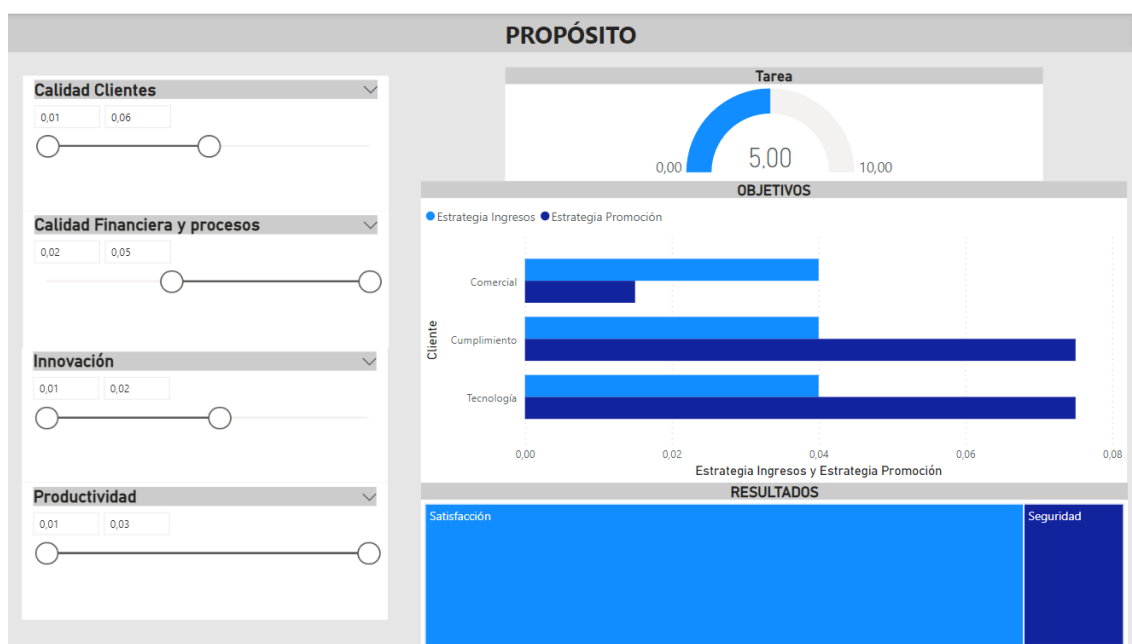 PROPÓSITO
Calidad Clientes
0,01 0,06
Calidad Financiera y procesos
0,02 0,05
Innovación
0,01 0,02
Productividad
0,01 0,03
Tarea
5,00
0,00 10,00
OBJETIVOS
Estrategia Ingresos Estrategia Promoción
Cliente
Comercial
Cumplimiento
Tecnología
0,00 0,02 0,04 0,06 0,08
Estrategia Ingresos y Estrategia Promoción
RESULTADOS
Satisfacción Seguridad